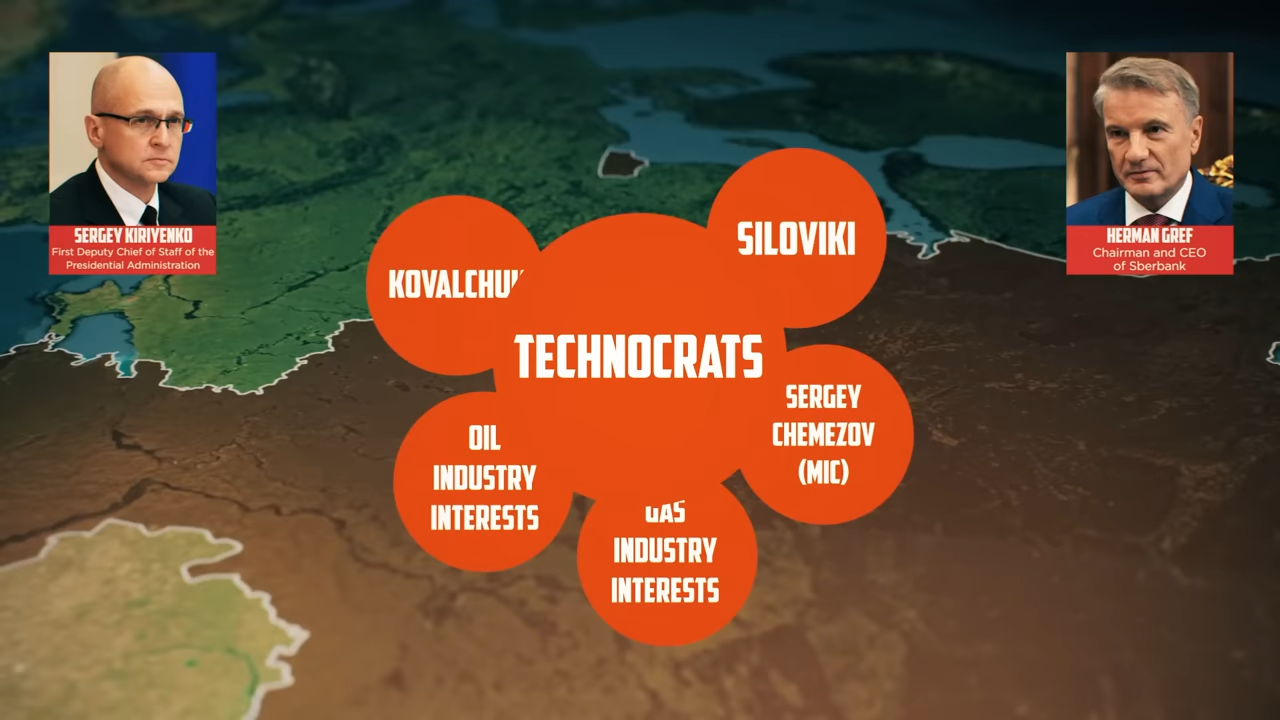 SERGEY KIRIYENKO
First Deputy Chief of Staff of the
Presidential Administration
HERMAN GREF
Chairman and CEO
of Sberbank
SILOVIKI
TECHNOCRATS
SERGEY
CHEMEZOV
(MIC)
OIL
INDUSTRY
INTERESTS
GAS
INDUSTRY
INTERESTS